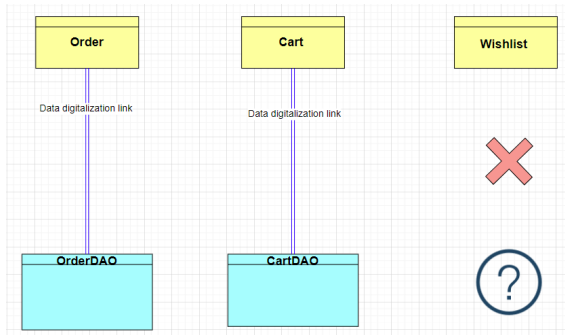 Order
Cart
Wishlist
Data digitalization link
Data digitalization link
OrderDAO
CartDAO
?